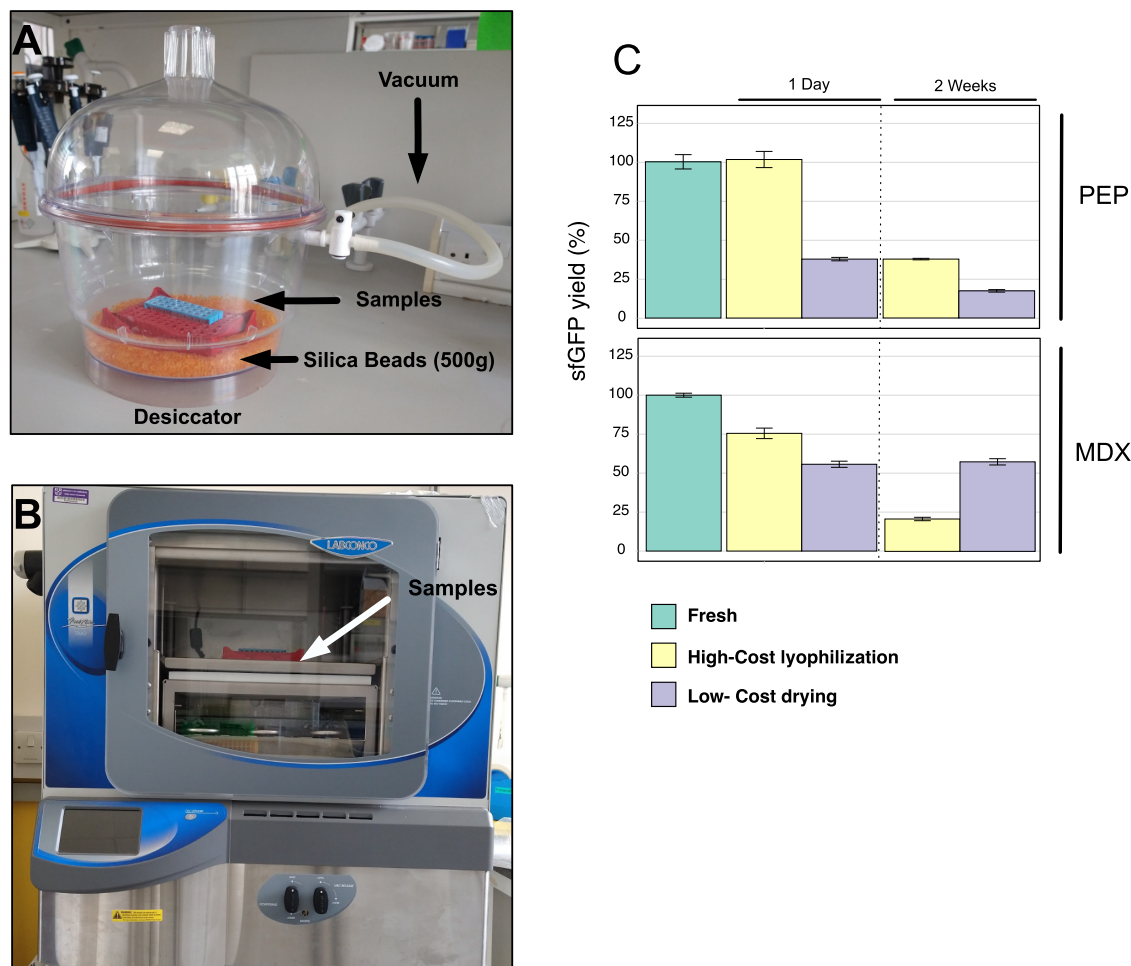 A
Vacuum
Samples
Silica Beads (500g)
Desiccator
B
LABCONCO
Samples
C
1 Day
2 Weeks
sfGFP yield (%)
125
100
75
50
25
0
PEP
125
100
75
50
25
0
MDX
Fresh
High-Cost lyophilization
Low- Cost drying